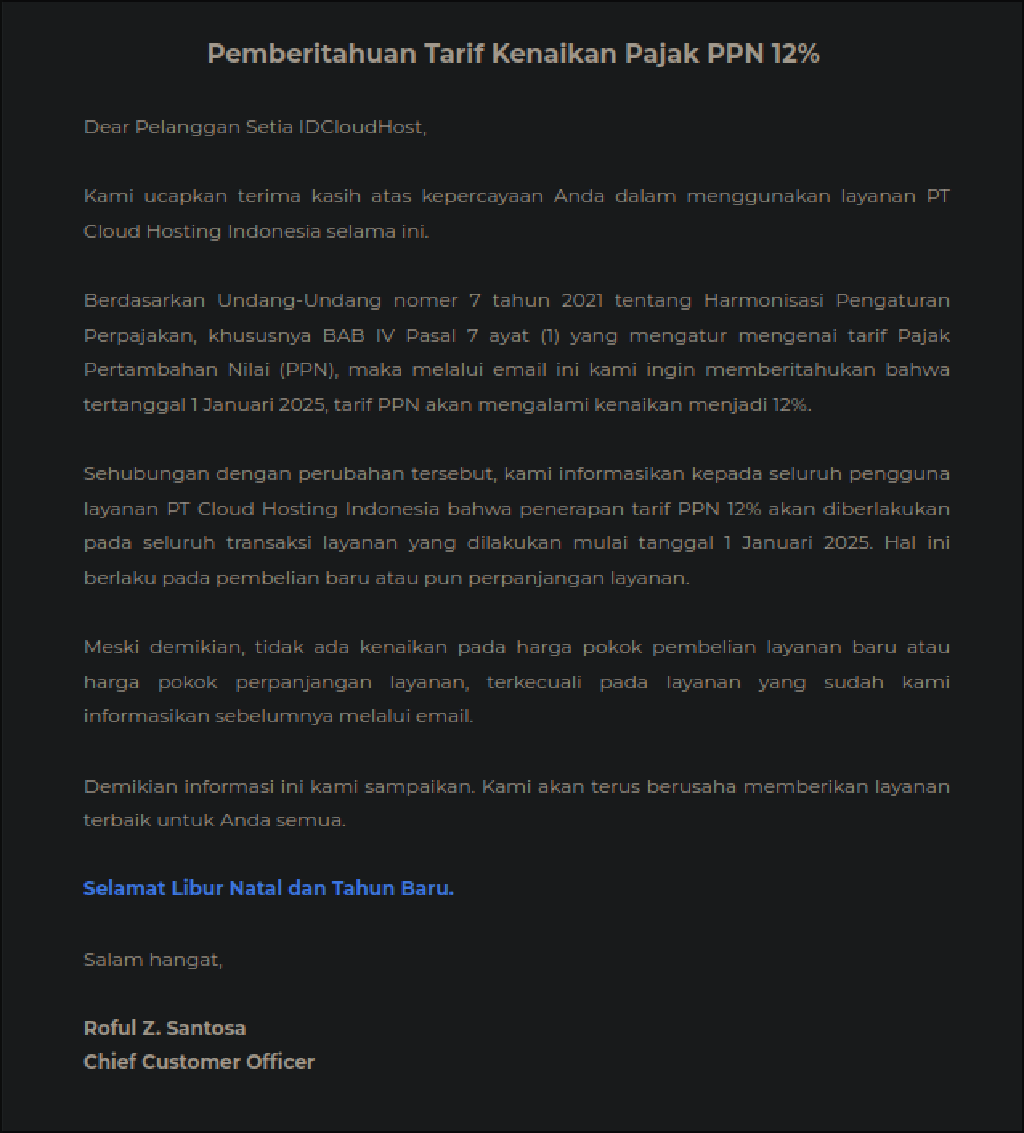 Pemberitahuan Tarif Kenaikan Pajak PPN 12%
Dear Pelanggan Setia IDCloudHost,
Kami ucapkan terima kasih atas kepercayaan Anda dalam menggunakan layanan PT
Cloud Hosting Indonesia selama ini.
Berdasarkan Undang-Undang nomer 7 tahun 2021 tentang Harmonisasi Pengaturan
Perpajakan, khususnya BAB IV Pasal 7 ayat (1) yang mengatur mengenai tarif Pajak
Pertambahan Nilai (PPN), maka melalui email ini kami ingin memberitahukan bahwa
tertanggal 1 Januari 2025, tarif PPN akan mengalami kenaikan menjadi 12%.
Sehubungan dengan perubahan tersebut, kami informasikan kepada seluruh pengguna
layanan PT Cloud Hosting Indonesia bahwa penerapan tarif PPN 12% akan diberlakukan
pada seluruh transaksi layanan yang dilakukan mulai tanggal 1 Januari 2025. Hal ini
berlaku pada pembelian baru atau pun perpanjangan layanan.
Meski demikian, tidak ada kenaikan pada harga pokok pembelian layanan baru atau
harga pokok perpanjangan layanan, terkecuali pada layanan yang sudah kami
informasikan sebelumnya melalui email.
Demikian informasi ini kami sampaikan. Kami akan terus berusaha memberikan layanan
terbaik untuk Anda semua.
Selamat Libur Natal dan Tahun Baru.
Salam hangat,
Roful Z. Santosa
Chief Customer Officer